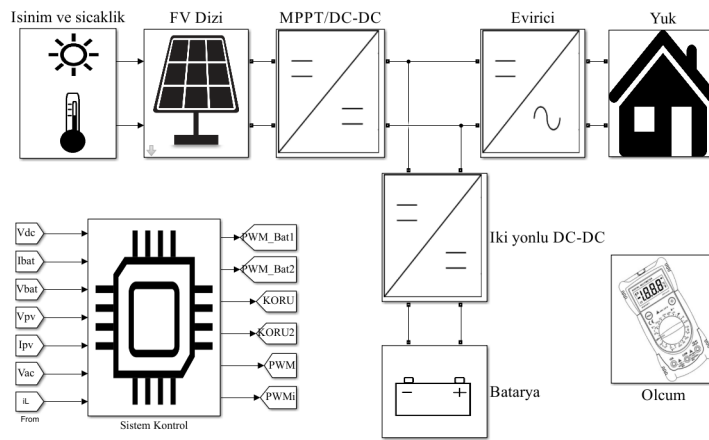 Isinim ve sicaklik
FV Dizi
MPPT/DC-DC
Evirici
Yuk
Iki yonlu DC-DC
Vdc
Ibat
Vbat
Vpv
Ipv
Vac
iL
From
PWM_Bat1
PWM_Bat2
KORU
KORU2
PWM
PWMi
Sistem Kontrol
Batarya
Olcum